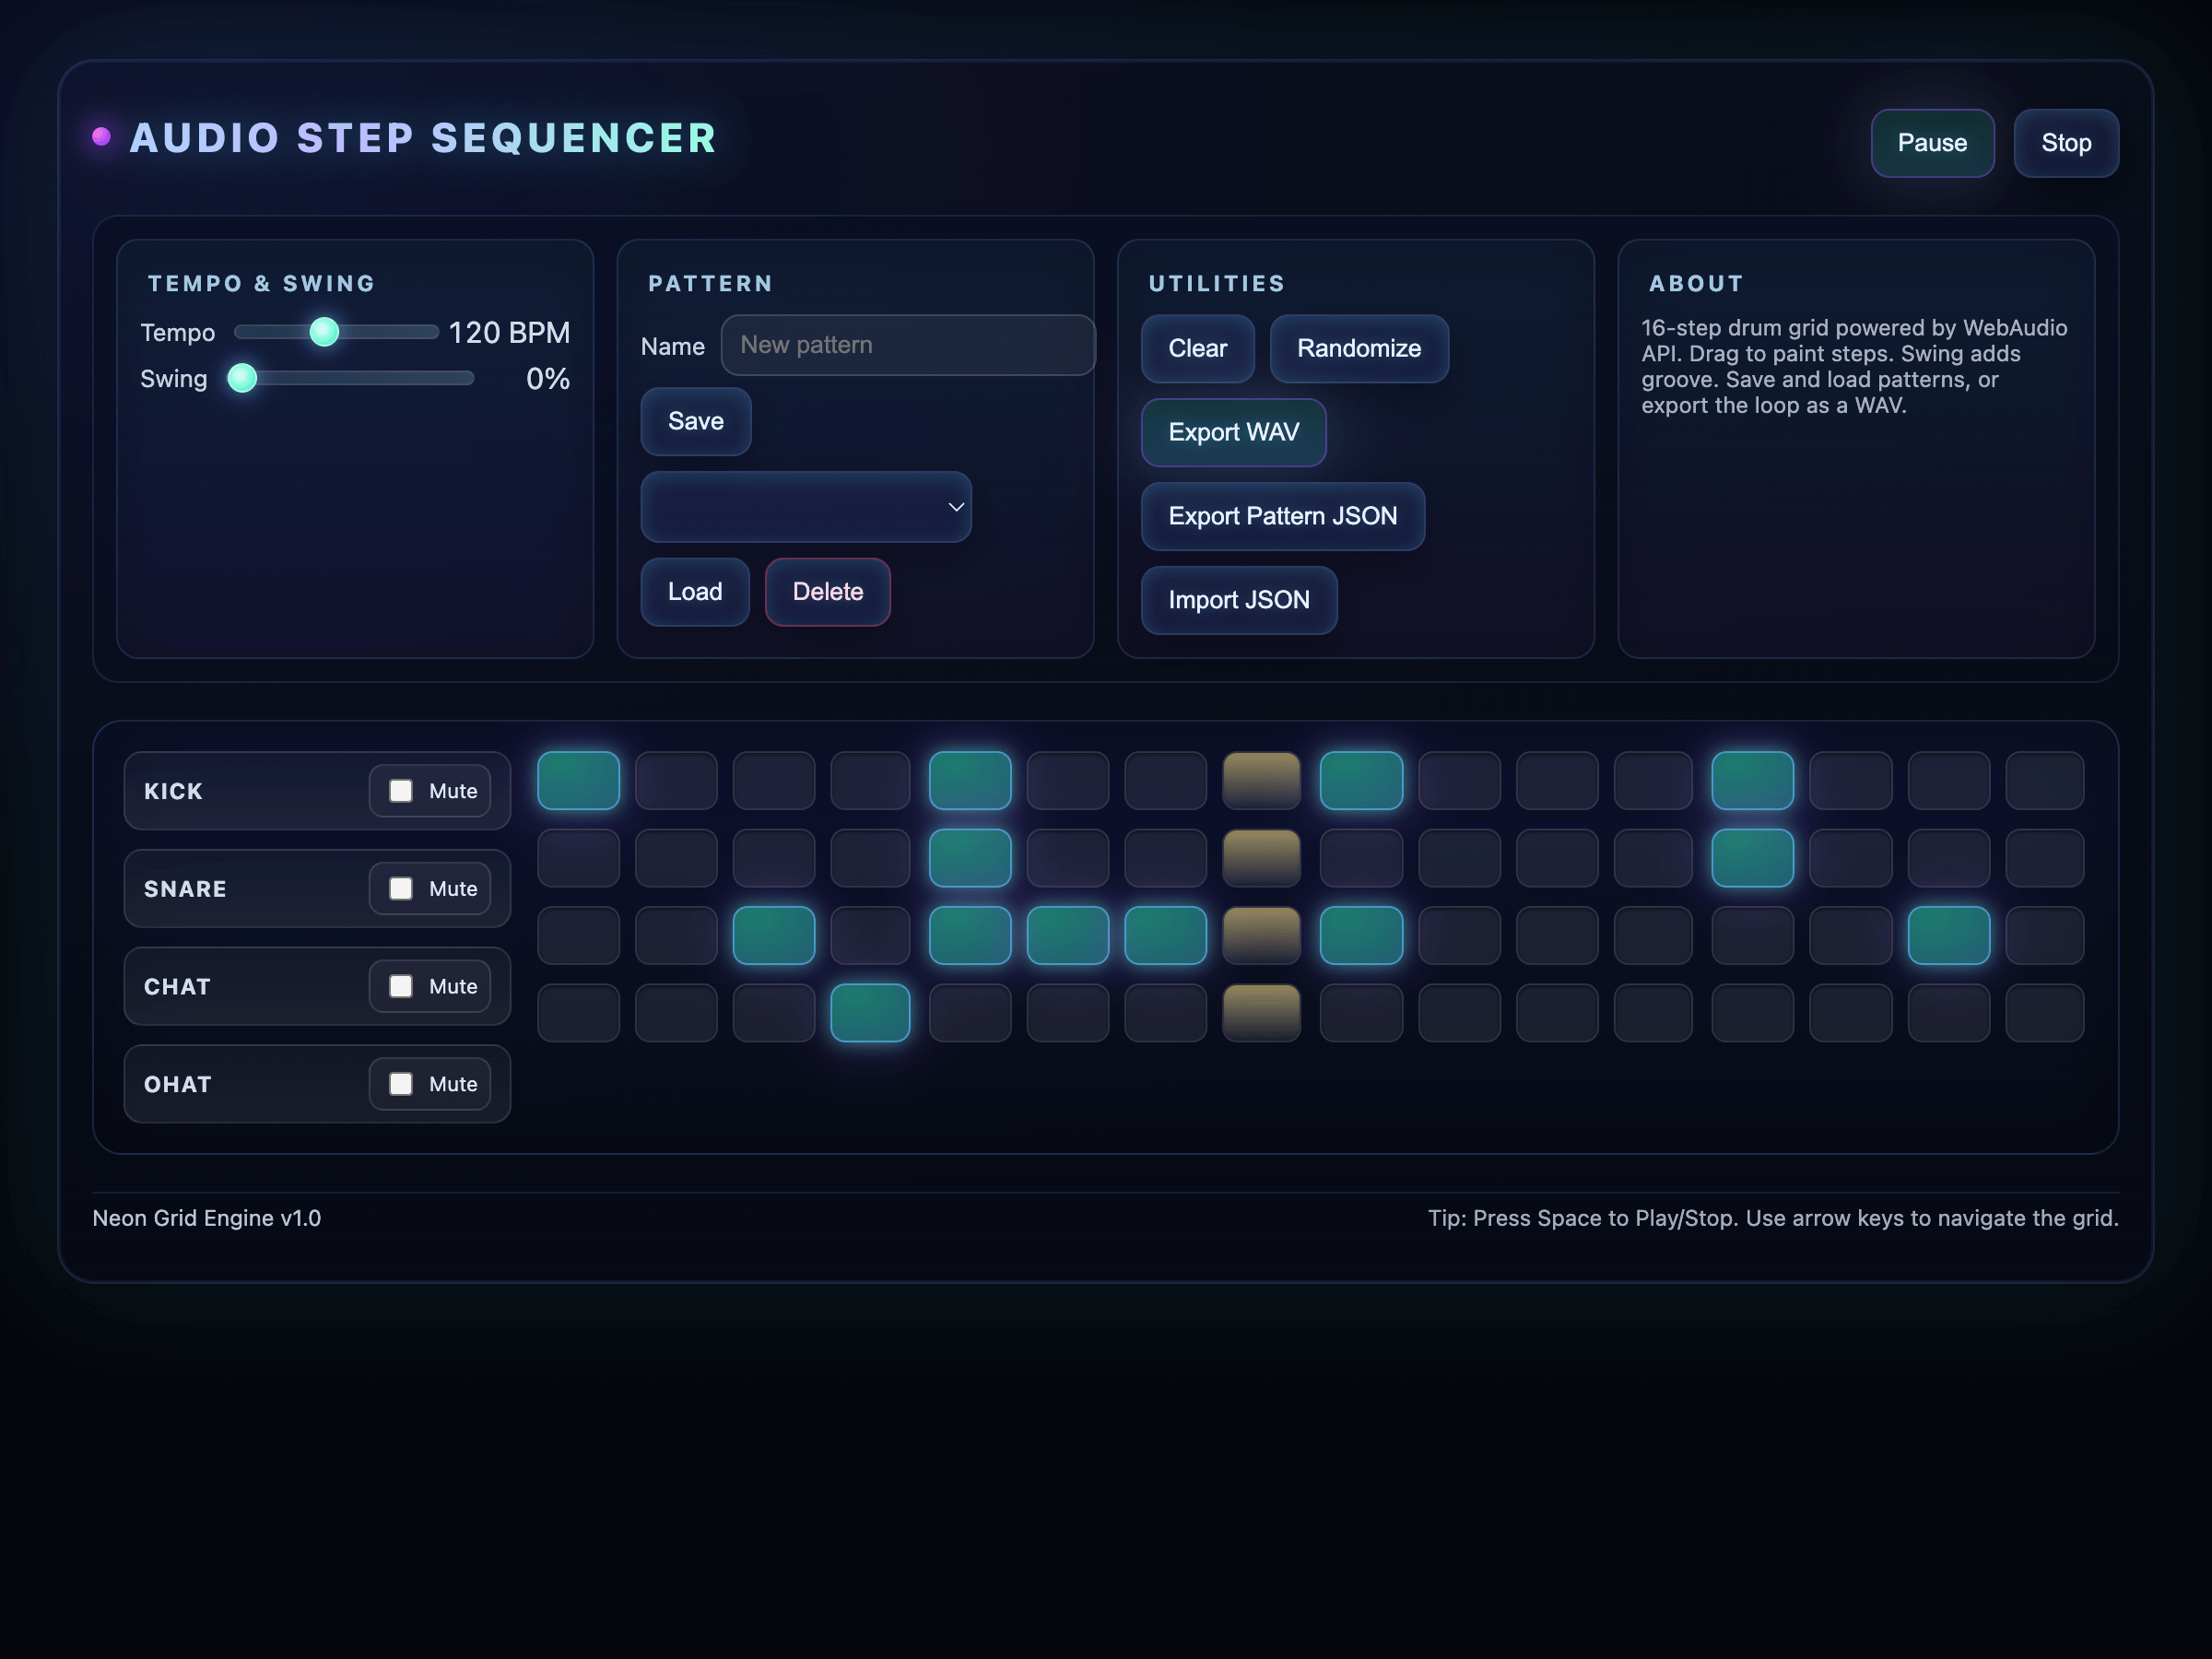 AUDIO STEP SEQUENCER
Pause
Stop
TEMPO & SWING
Tempo
120 BPM
Swing
0%
PATTERN
Name
New pattern
Save
Load
Delete
UTILITIES
Clear
Randomize
Export WAV
Export Pattern JSON
Import JSON
ABOUT
16-step drum grid powered by WebAudio
API. Drag to paint steps. Swing adds
groove. Save and load patterns, or
export the loop as a WAV.
KICK
Mute
SNARE
Mute
CHAT
Mute
OHAT
Mute
Neon Grid Engine v1.0
Tip: Press Space to Play/Stop. Use arrow keys to navigate the grid.